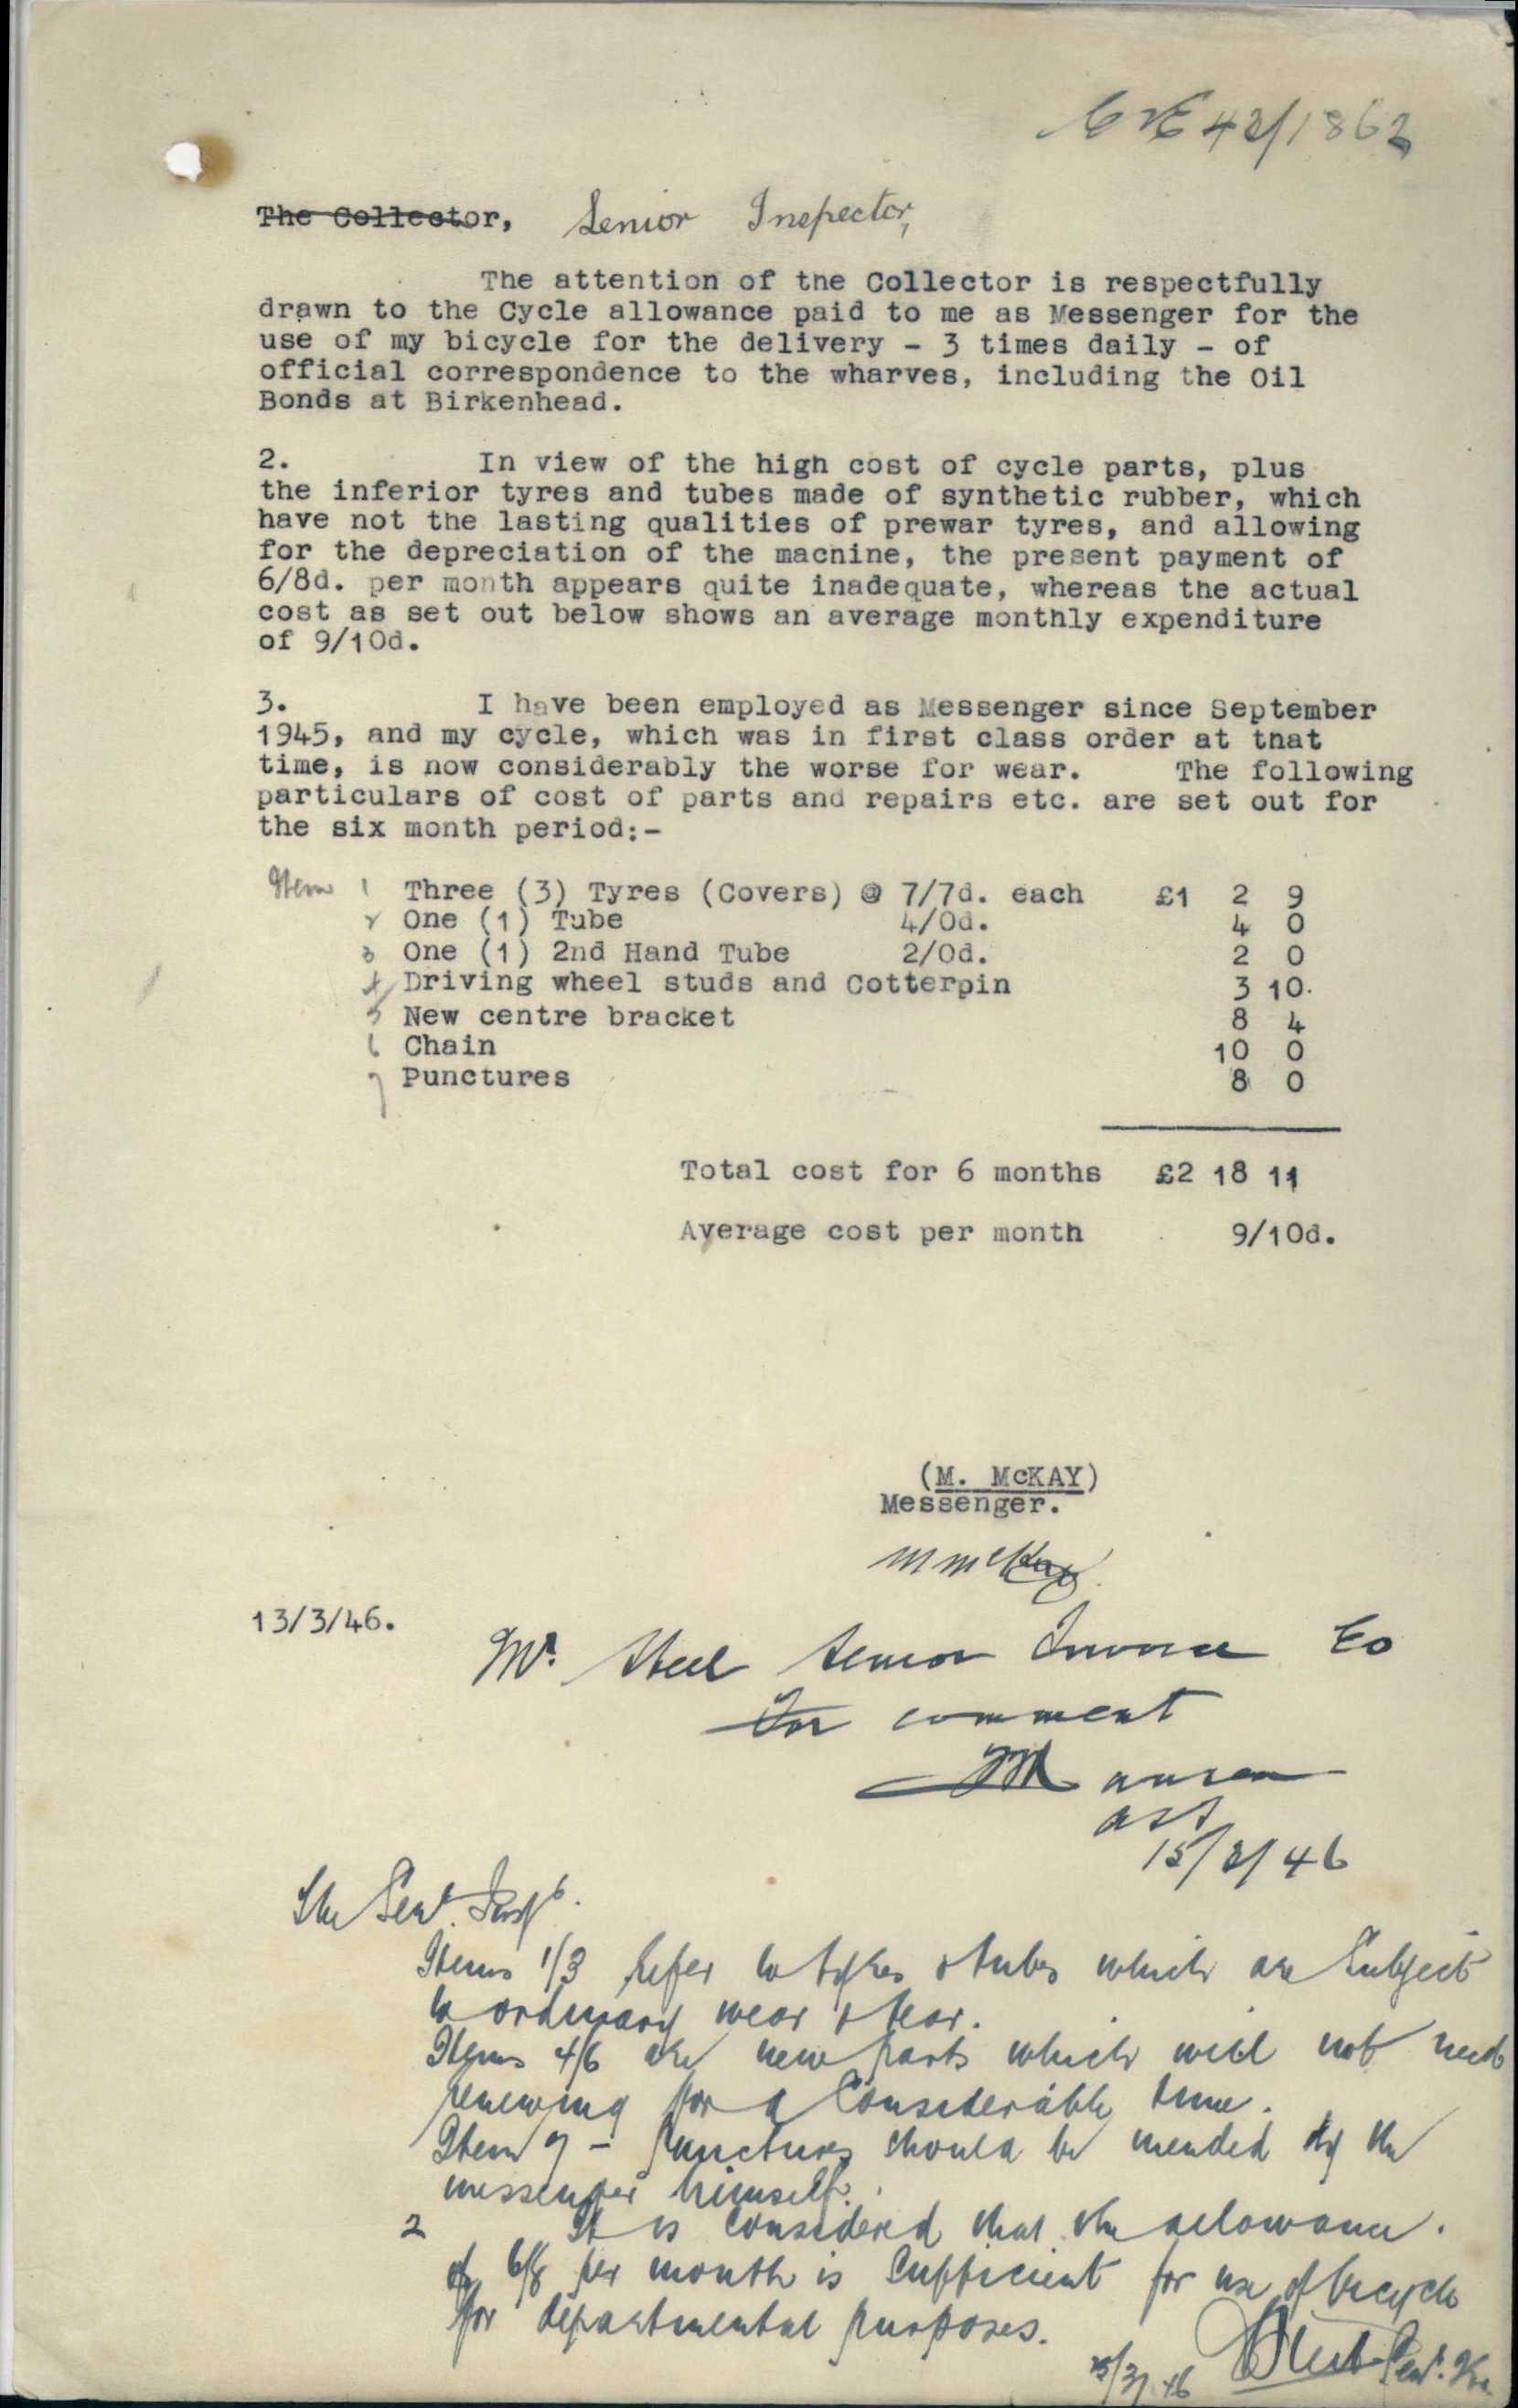 42/1862
The Collector, Senior Inspector,
The attention of the Collector is respectfully
drawn to the Cycle allowance paid to me as Messenger for the
use of my bicycle for the delivery - 3 times daily - of
official correspondence to the wharves, including the Oil
Bonds at Birkenhead.
2. In view of the high cost of cycle parts, plus
the inferior tyres and tubes made of synthetic rubber, which
have not the lasting qualities of prewar tyres, and allowing
for the depreciation of the machine, the present payment of
6/8d. per month appears quite inadequate, whereas the actual
cost as set out below shows an average monthly expenditure
of 9/10d.
3. I have been employed as Messenger since September
1945, and my cycle, which was in first class order at that
time, is now considerably the worse for wear. The following
particulars of cost of parts and repairs etc. are set out for
the six month period:-
Item 1 Three (3) Tyres (Covers) @ 7/7d. each £1 2 9
2 One (1) Tube 4/0d. 4 0
3 One (1) 2nd Hand Tube 2/0d. 2 0
4 Driving wheel studs and Cotterpin 3 10.
5 New centre bracket 8 4
6 Chain 10 0
7 Punctures 8 0
Total cost for 6 months £2 18 11
Average cost per month 9/10d.
(M. McKAY)
Messenger.
M McKay
13/3/46.
Mr. Steel Senior Invoice Eo
For comment
15/3/46
The Senr. Inspr.
Items 1/3 refer to tyres & tubes which are subject
to ordinary wear & tear.
Items 4/6 are new parts which will not need
renewing for a considerable time.
Item 7 - Punctures should be mended by the
messenger himself.
2 It is considered that the allowance
of 6/8 per month is sufficient for use of bicycle
for departmental purposes.
Steel Senr.